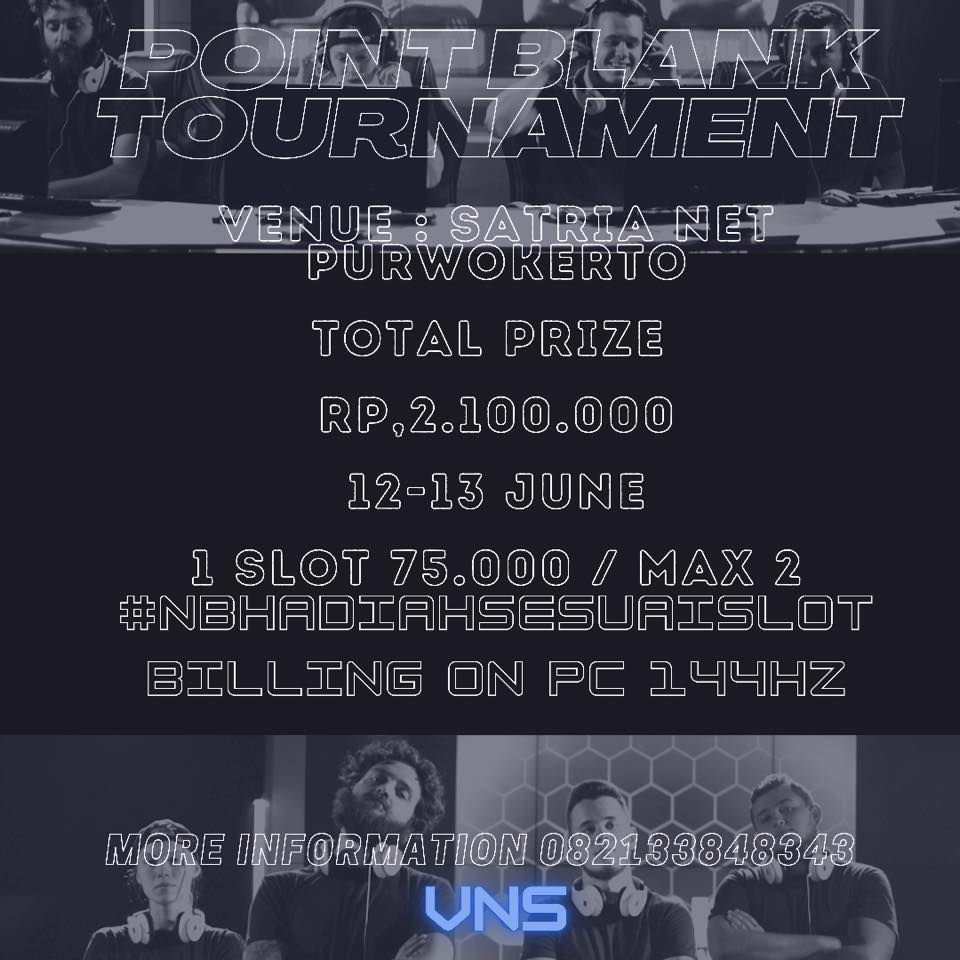 POINT BLANK
TOURNAMENT
VENUE : SATRIA NET
PURWOKERTO
TOTAL PRIZE
RP,2.100.000
12-13 JUNE
1 SLOT 75.000 / MAX 2
#NBHADIAHSESUAISLOT
BILLING ON PC 144HZ
MORE INFORMATION 082133848343
VNS